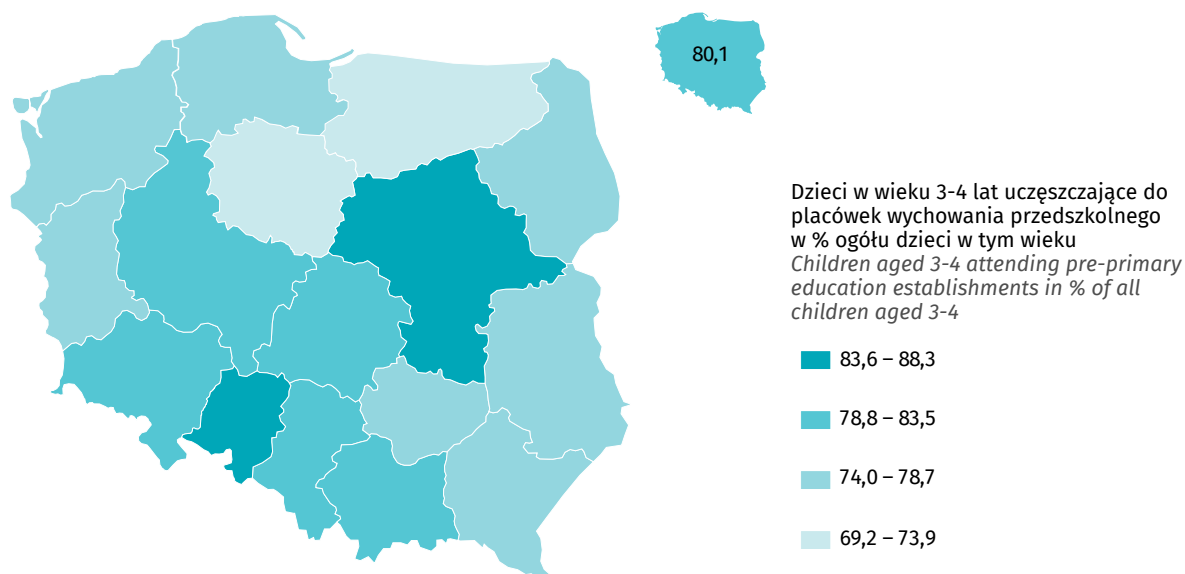 80,1
Dzieci w wieku 3-4 lat uczęszczające do
placówek wychowania przedszkolnego
w % ogółu dzieci w tym wieku
Children aged 3-4 attending pre-primary
education establishments in % of all
children aged 3-4
83,6 – 88,3
78,8 – 83,5
74,0 – 78,7
69,2 – 73,9